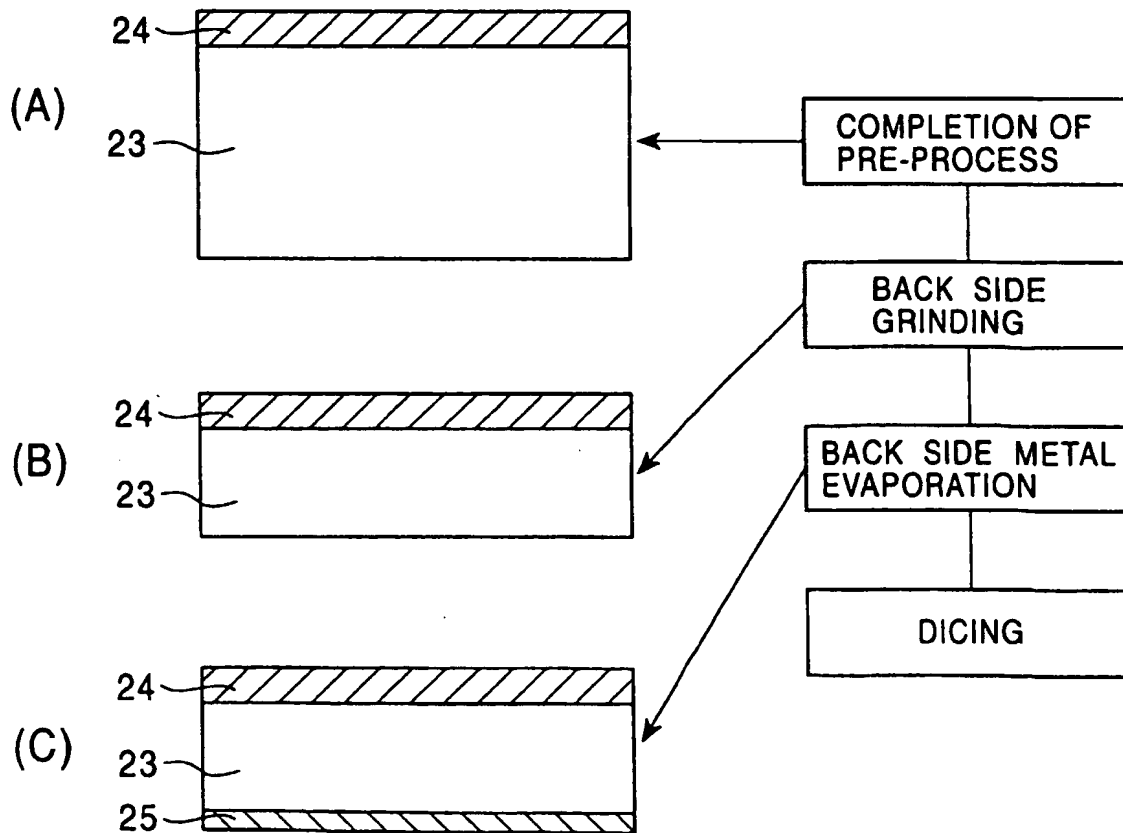 (A)
24
23
COMPLETION OF
PRE-PROCESS
BACK SIDE
GRINDING
(B)
24
23
BACK SIDE METAL
EVAPORATION
DICING
(C)
24
23
25